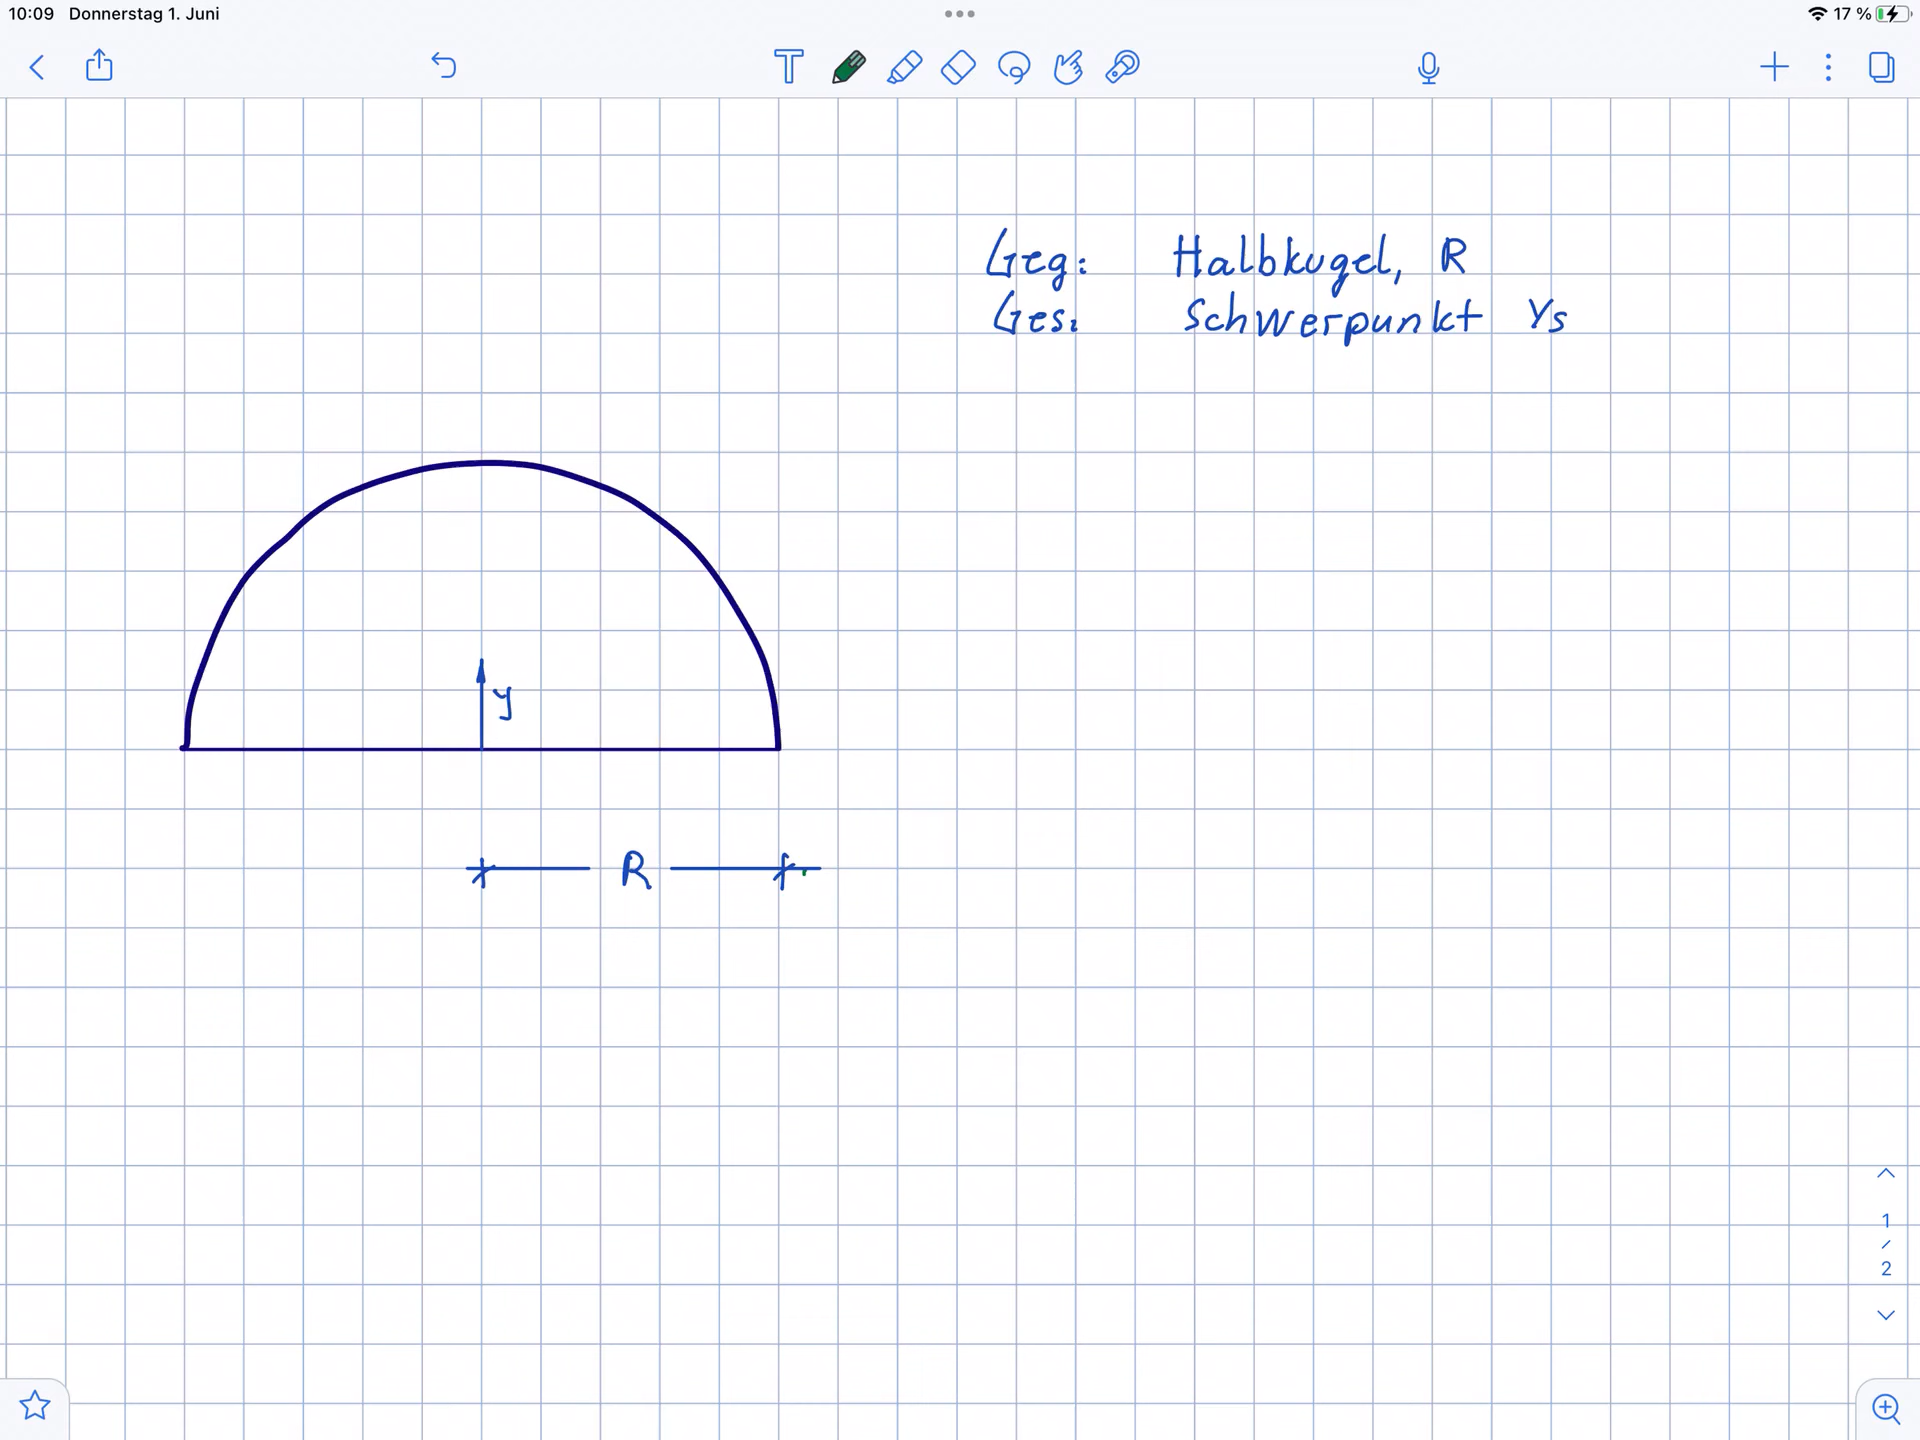 10:09 Donnerstag 1. Juni 17 %
Geg: Halbkugel, R
Ges: Schwerpunkt Ys
y
R
1
/
2